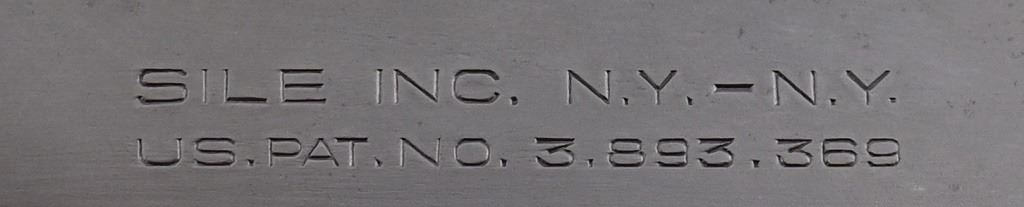 SILE INC. N.Y.-N.Y.
US.PAT.NO. 3.893.369